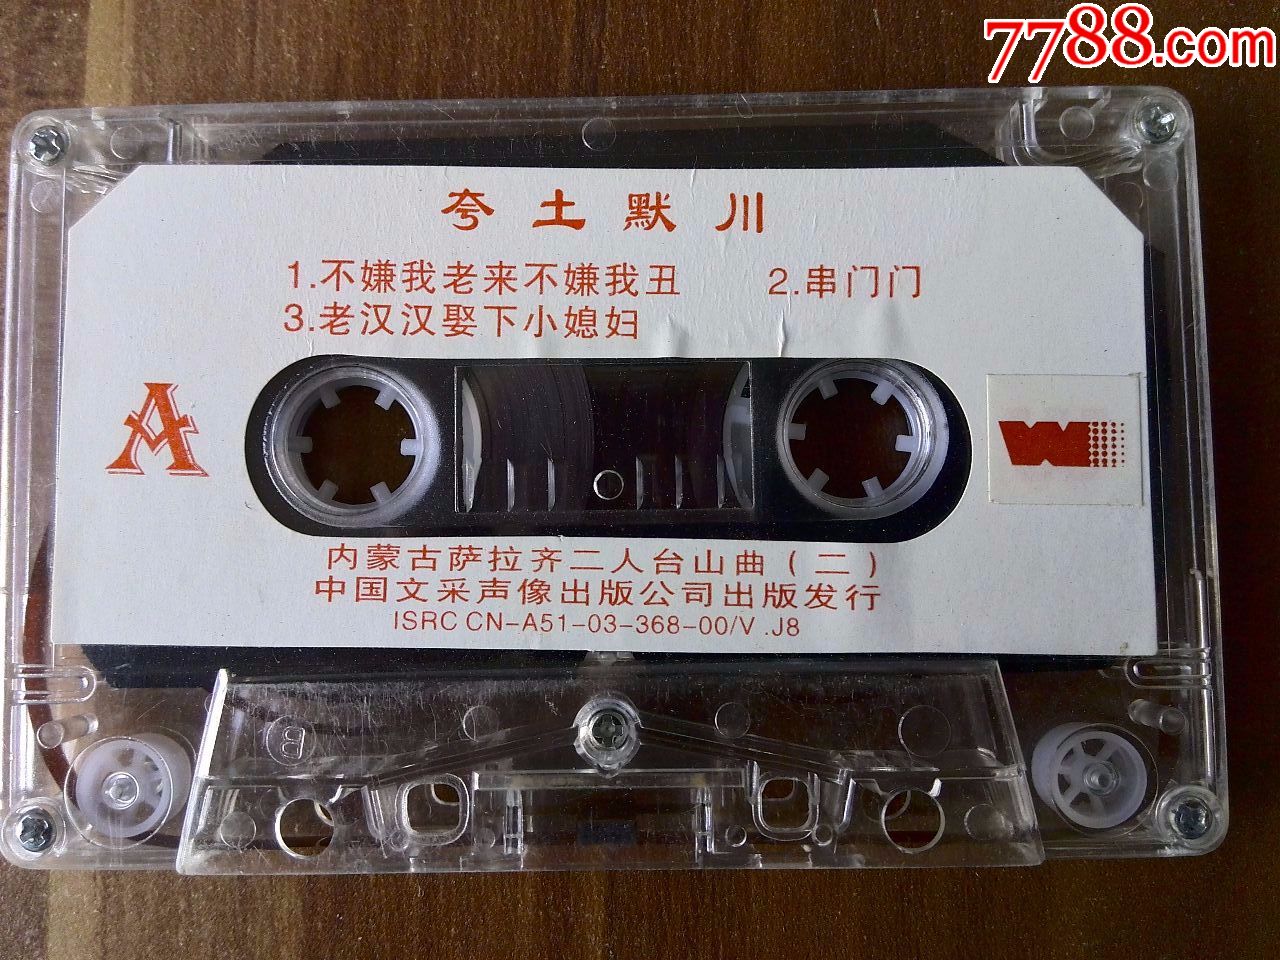 7788.com
夸土默川
1.不嫌我老来不嫌我丑 2.串门门
3.老汉汉娶下小媳妇
A
W
内蒙古萨拉齐二人台山曲（二）
中国文采声像出版公司出版发行
ISRC CN-A51-03-368-00/V.J8
B